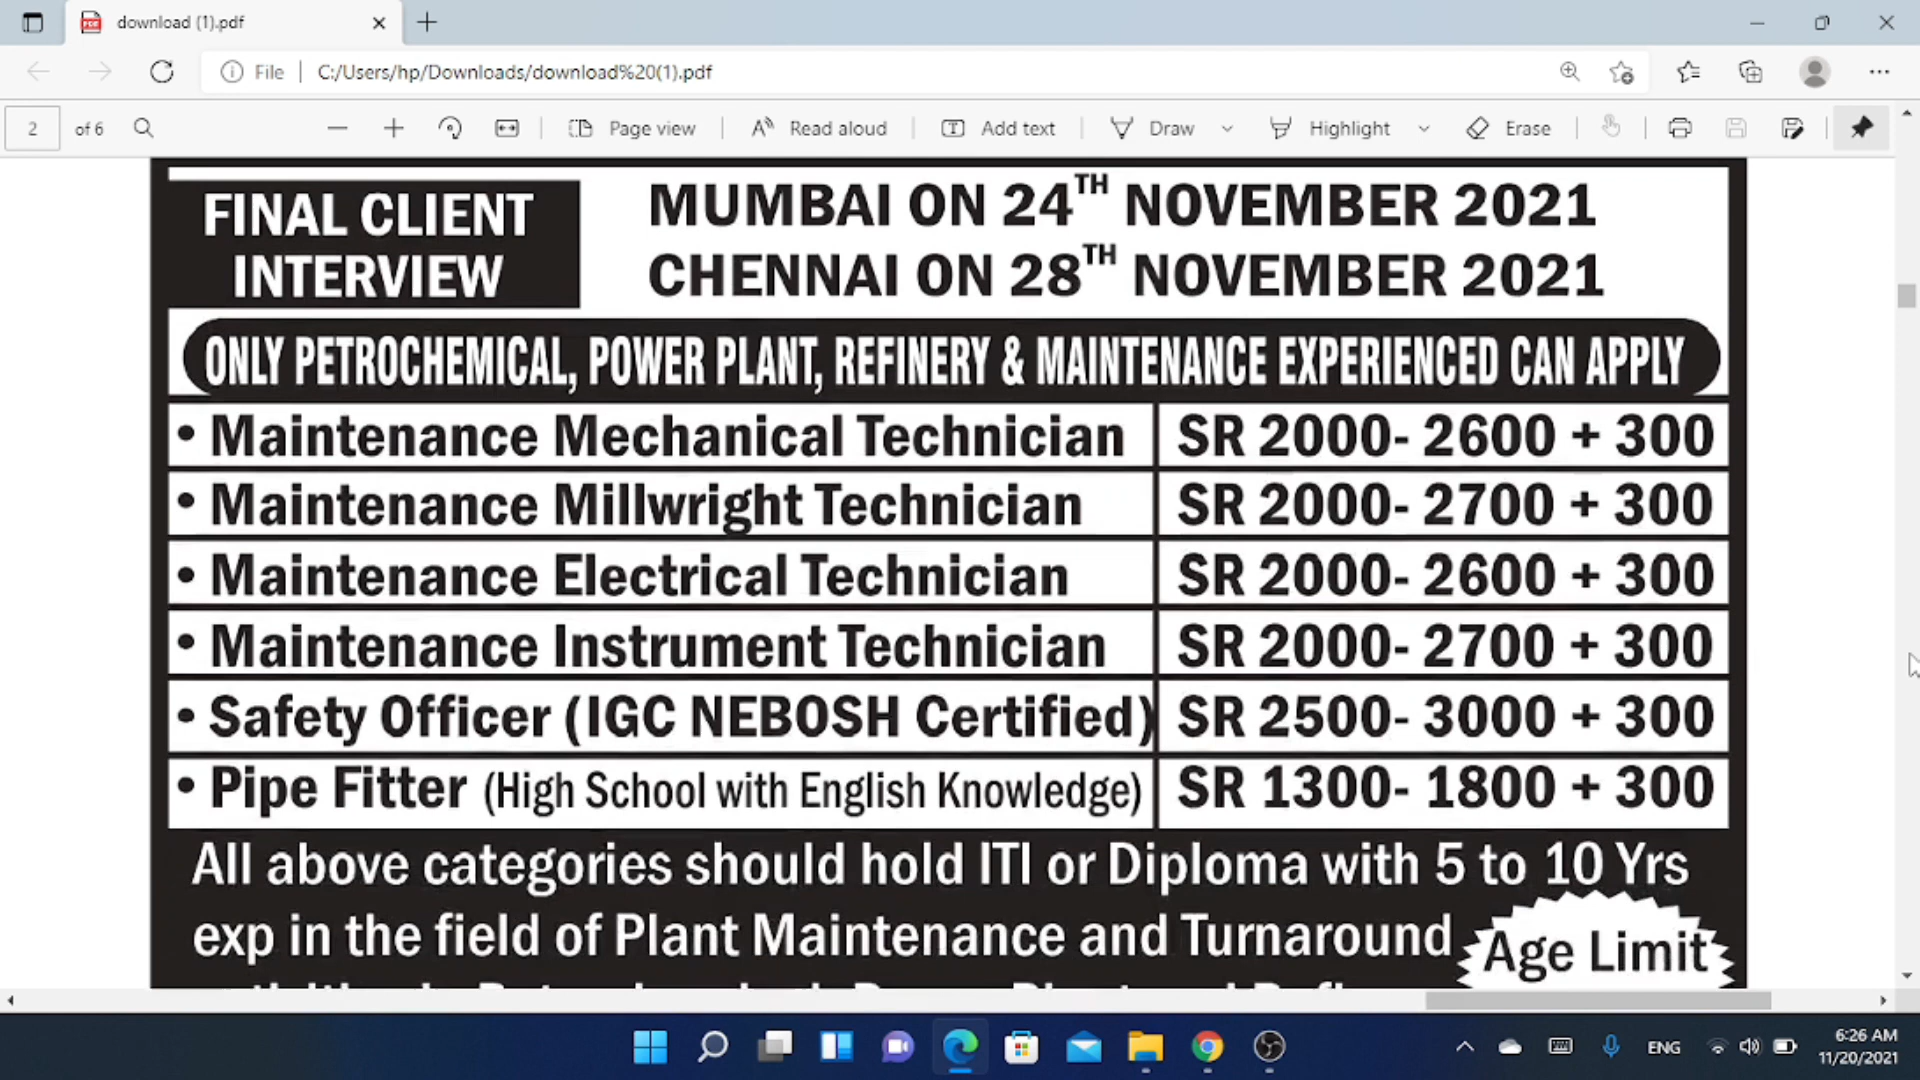 download (1).pdf
File
C:/Users/hp/Downloads/download%20(1).pdf
2 of 6
Page view
Read aloud
Add text
Draw
Highlight
Erase
FINAL CLIENT
INTERVIEW
MUMBAI ON 24TH NOVEMBER 2021
CHENNAI ON 28TH NOVEMBER 2021
ONLY PETROCHEMICAL, POWER PLANT, REFINERY & MAINTENANCE EXPERIENCED CAN APPLY
• Maintenance Mechanical Technician SR 2000- 2600 + 300
• Maintenance Millwright Technician SR 2000- 2700 + 300
• Maintenance Electrical Technician SR 2000- 2600 + 300
• Maintenance Instrument Technician SR 2000- 2700 + 300
• Safety Officer (IGC NEBOSH Certified) SR 2500- 3000 + 300
• Pipe Fitter (High School with English Knowledge) SR 1300- 1800 + 300
All above categories should hold ITI or Diploma with 5 to 10 Yrs
exp in the field of Plant Maintenance and Turnaround
Age Limit
ENG
6:26 AM
11/20/2021